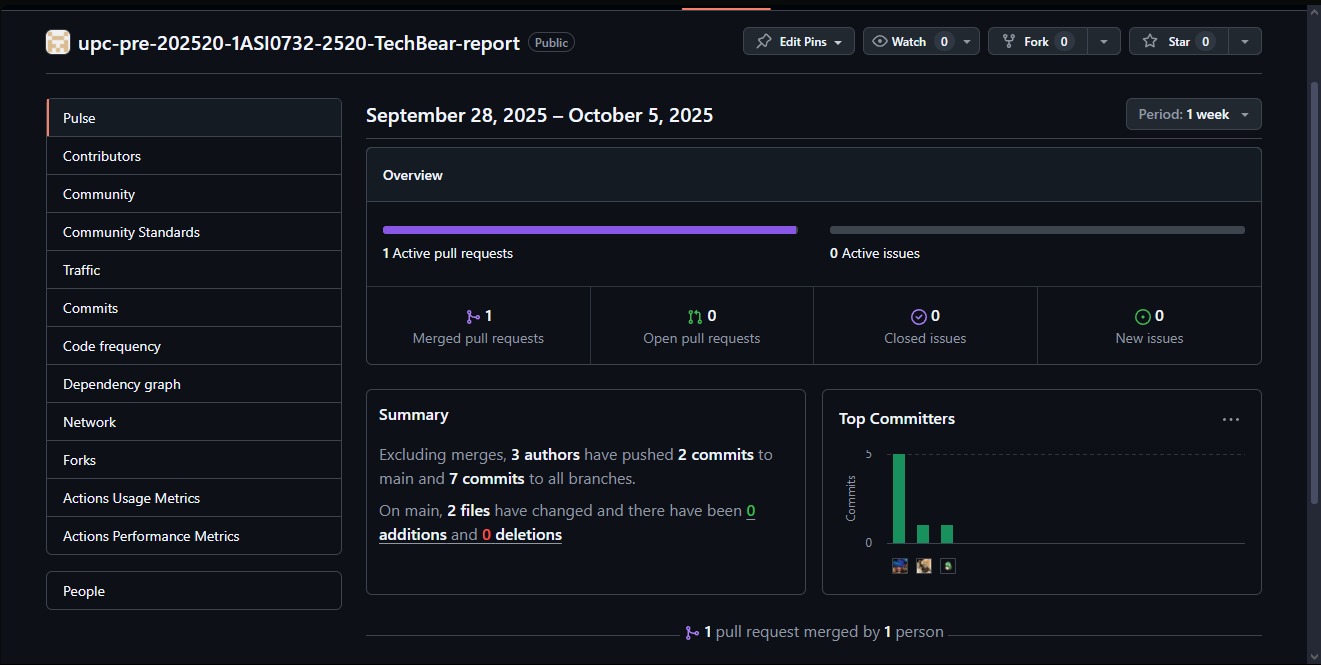 upc-pre-202520-1ASI0732-2520-TechBear-report Public
Edit Pins Watch 0 Fork 0 Star 0
Pulse
Contributors
Community
Community Standards
Traffic
Commits
Code frequency
Dependency graph
Network
Forks
Actions Usage Metrics
Actions Performance Metrics
People
September 28, 2025 – October 5, 2025
Period: 1 week
Overview
1 Active pull requests
0 Active issues
1
Merged pull requests
0
Open pull requests
0
Closed issues
0
New issues
Summary
Excluding merges, 3 authors have pushed 2 commits to
main and 7 commits to all branches.
On main, 2 files have changed and there have been 0
additions and 0 deletions
Top Committers
5
Commits
0
1 pull request merged by 1 person